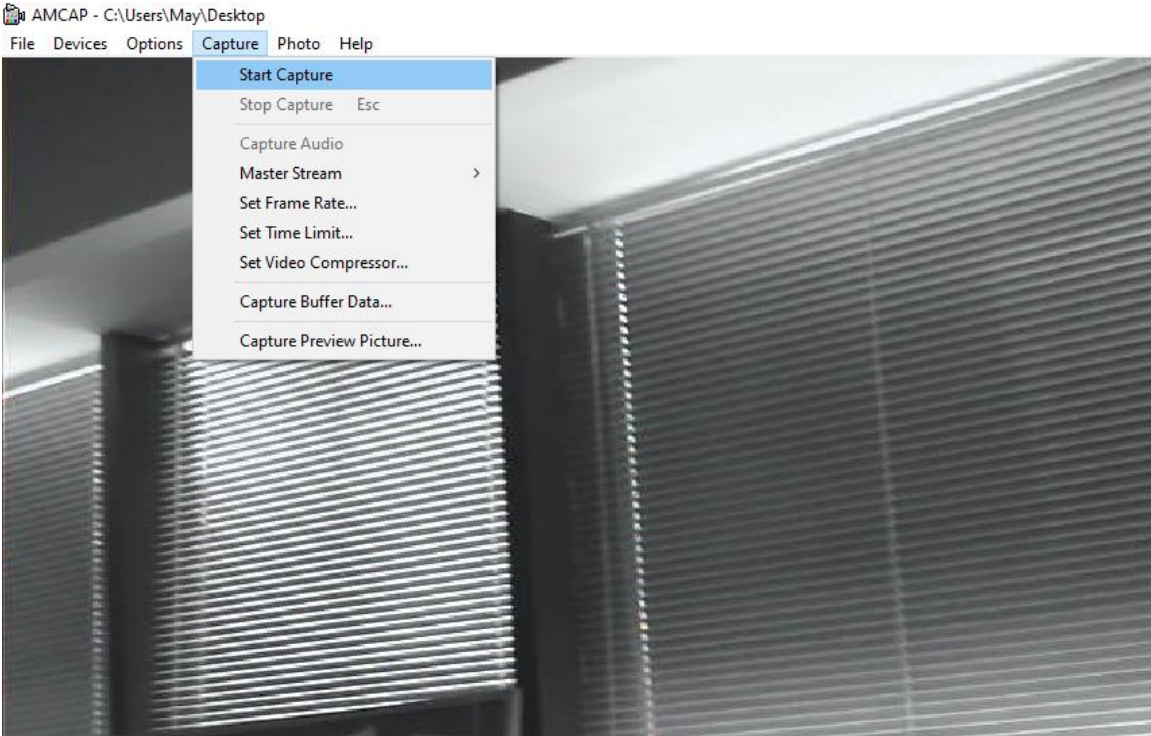 AMCAP - C:\Users\May\Desktop
File Devices Options Capture Photo Help
Start Capture
Stop Capture Esc
Capture Audio
Master Stream >
Set Frame Rate...
Set Time Limit...
Set Video Compressor...
Capture Buffer Data...
Capture Preview Picture...